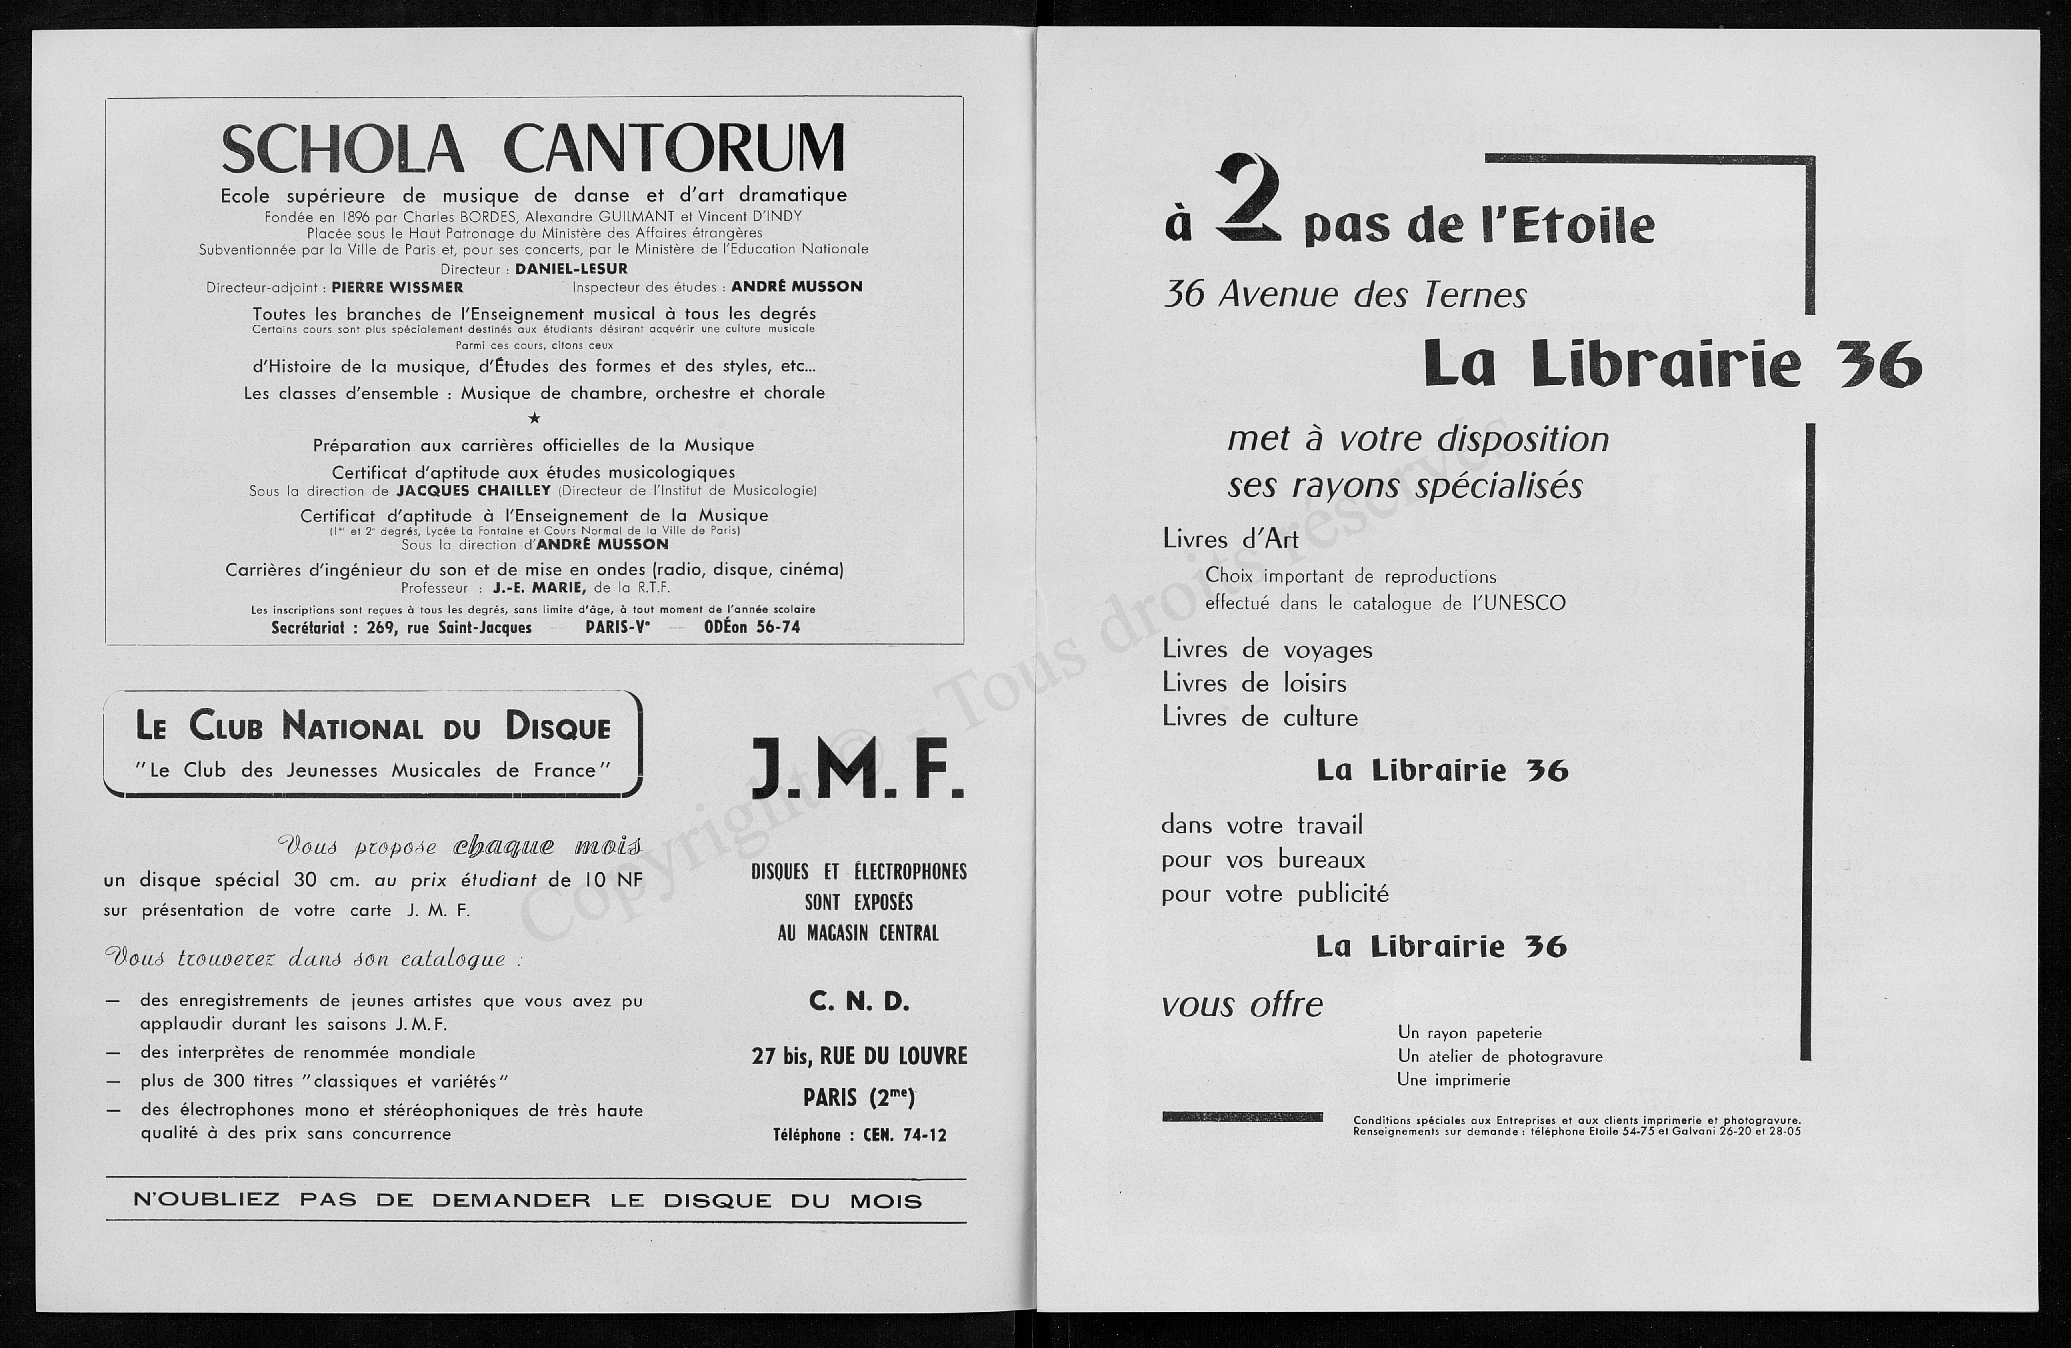 SCHOLA CANTORUM
Ecole supérieure de musique de danse et d'art dramatique
Fondée en 1896 par Charles BORDES, Alexandre GUILMANT et Vincent D'INDY
Placée sous le Haut Patronage du Ministère des Affaires étrangères
Subventionnée par la Ville de Paris et, pour ses concerts, par le Ministère de l'Education Nationale
Directeur : DANIEL-LESUR
Directeur-adjoint : PIERRE WISSMER Inspecteur des études : ANDRÉ MUSSON
Toutes les branches de l'Enseignement musical à tous les degrés
Certains cours sont plus spécialement destinés aux étudiants désirant acquérir une culture musicale
Parmi ces cours, citons ceux
d'Histoire de la musique, d'Études des formes et des styles, etc...
Les classes d'ensemble : Musique de chambre, orchestre et chorale
★
Préparation aux carrières officielles de la Musique
Certificat d'aptitude aux études musicologiques
Sous la direction de JACQUES CHAILLEY (Directeur de l'Institut de Musicologie)
Certificat d'aptitude à l'Enseignement de la Musique
(1er et 2e degrés, Lycée La Fontaine et Cours Normal de la Ville de Paris)
Sous la direction d'ANDRÉ MUSSON
Carrières d'ingénieur du son et de mise en ondes (radio, disque, cinéma)
Professeur : J.-E. MARIE, de la R.T.F.
Les inscriptions sont reçues à tous les degrés, sans limite d'âge, à tout moment de l'année scolaire
Secrétariat : 269, rue Saint-Jacques — PARIS-Ve — ODÉon 56-74
LE CLUB NATIONAL DU DISQUE
"Le Club des Jeunesses Musicales de France"
Vous propose chaque mois
un disque spécial 30 cm. au prix étudiant de 10 NF
sur présentation de votre carte J. M. F.
Vous trouverez dans son catalogue :
— des enregistrements de jeunes artistes que vous avez pu
applaudir durant les saisons J.M.F.
— des interprètes de renommée mondiale
— plus de 300 titres "classiques et variétés"
— des électrophones mono et stéréophoniques de très haute
qualité à des prix sans concurrence
J.M.F.
DISQUES ET ÉLECTROPHONES
SONT EXPOSÉS
AU MAGASIN CENTRAL
C. N. D.
27 bis, RUE DU LOUVRE
PARIS (2me)
Téléphone : CEN. 74-12
N'OUBLIEZ PAS DE DEMANDER LE DISQUE DU MOIS
à 2 pas de l'Etoile
36 Avenue des Ternes
La Librairie 36
met à votre disposition
ses rayons spécialisés
Livres d'Art
Choix important de reproductions
effectué dans le catalogue de l'UNESCO
Livres de voyages
Livres de loisirs
Livres de culture
La Librairie 36
dans votre travail
pour vos bureaux
pour votre publicité
La Librairie 36
vous offre
Un rayon papeterie
Un atelier de photogravure
Une imprimerie
Conditions spéciales aux Entreprises et aux clients imprimerie et photogravure.
Renseignements sur demande : téléphone Etoile 54-75 et Galvani 26-20 et 28-05
Copyright © - Tous droits réservés